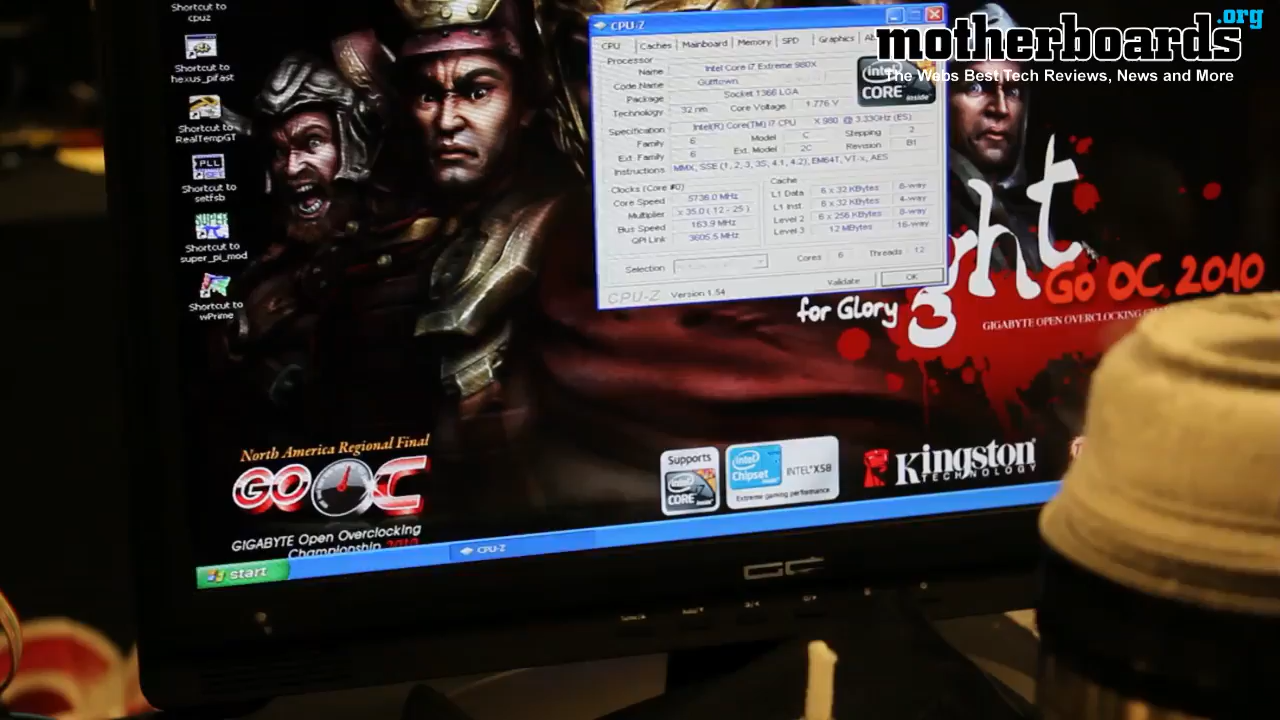 Shortcut to
cpuz
Shortcut to
hexus_pifast
Shortcut to
RealTempGT
PLL
SET
Shortcut to
setfsb
SUPER
Shortcut to
super_pi_mod
Shortcut to
wPrime
CPU-Z
CPU Caches Mainboard Memory SPD Graphics
Processor
Name Intel Core i7 Extreme 980X
Code Name Gulftown
Package Socket 1366 LGA
Technology 32 nm Core Voltage 1.776 V
Specification Intel(R) Core(TM) i7 CPU X 980 @ 3.33GHz (ES)
Family 6 Model C Stepping 2
Ext. Family 6 Ext. Model 2C Revision B1
Instructions MMX, SSE (1, 2, 3, 3S, 4.1, 4.2), EM64T, VT-x, AES
intel
CORE inside
Clocks (Core #0)
Core Speed 5736.0 MHz
Multiplier x 35.0 ( 12 - 25 )
Bus Speed 163.9 MHz
QPI Link 3605.5 MHz
Cache
L1 Data 6 x 32 KBytes 8-way
L1 Inst. 6 x 32 KBytes 4-way
Level 2 6 x 256 KBytes 8-way
Level 3 12 MBytes 16-way
Selection Cores 6 Threads 12
CPU-Z Version 1.54 Validate OK
motherboards.org
The Webs Best Tech Reviews, News and More
ght
for Glory
GO OC 2010
GIGABYTE OPEN OVERCLOCKING
North America Regional Final
GO OC
GIGABYTE Open Overclocking
Championship 2010
Supports
intel
CORE
intel
Chipset
inside
INTEL X58
Extreme gaming performance
Kingston
TECHNOLOGY
start
CPU-Z